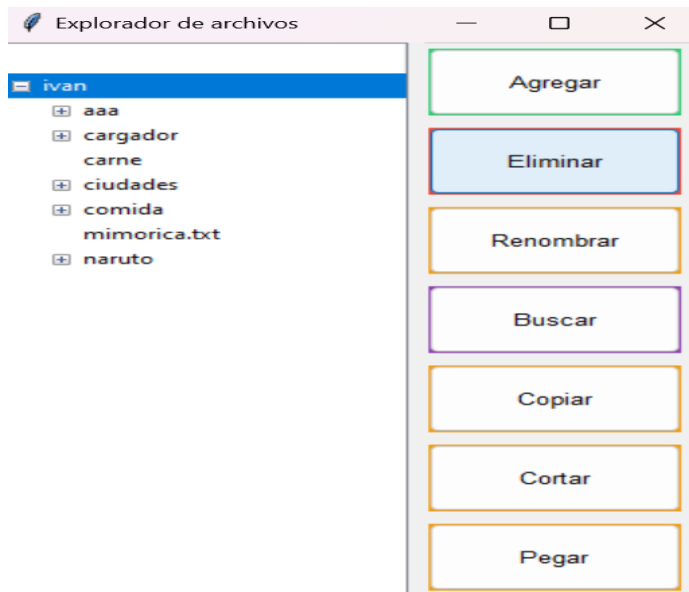 Explorador de archivos
ivan
aaa
cargador
carne
ciudades
comida
mimorica.txt
naruto
Agregar
Eliminar
Renombrar
Buscar
Copiar
Cortar
Pegar